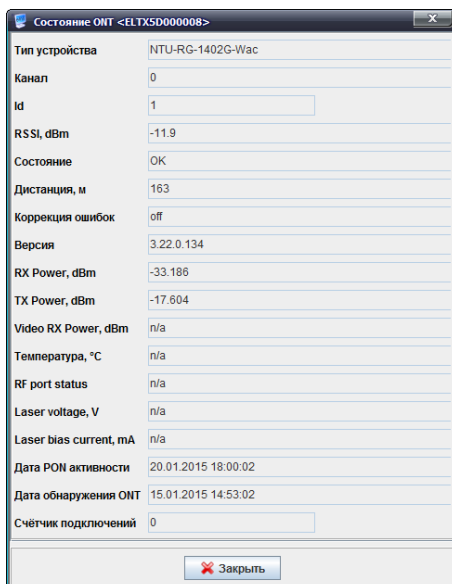 Состояние ONT <ELTX5D000008>
Тип устройства NTU-RG-1402G-Wac
Канал 0
Id 1
RSSI, dBm -11.9
Состояние OK
Дистанция, м 163
Коррекция ошибок off
Версия 3.22.0.134
RX Power, dBm -33.186
TX Power, dBm -17.604
Video RX Power, dBm n/a
Температура, °C n/a
RF port status n/a
Laser voltage, V n/a
Laser bias current, mA n/a
Дата PON активности 20.01.2015 18:00:02
Дата обнаружения ONT 15.01.2015 14:53:02
Счётчик подключений 0
Закрыть